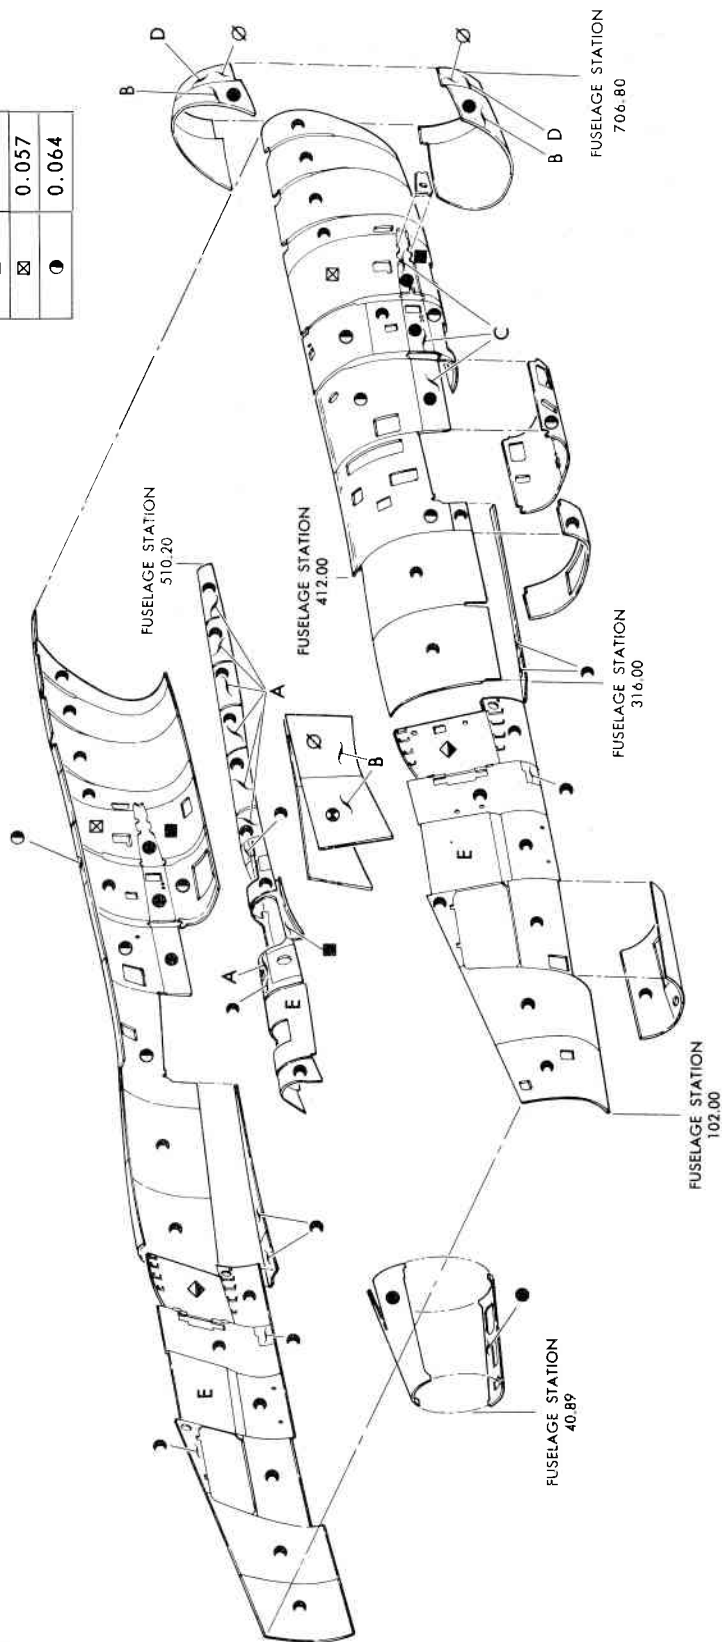 0.057
0.064
D
Ø
B
Ø
D
B
FUSELAGE STATION
706.80
C
FUSELAGE STATION
510.20
FUSELAGE STATION
412.00
A
Ø
B
FUSELAGE STATION
316.00
E
A
E
FUSELAGE STATION
102.00
E
FUSELAGE STATION
40.89